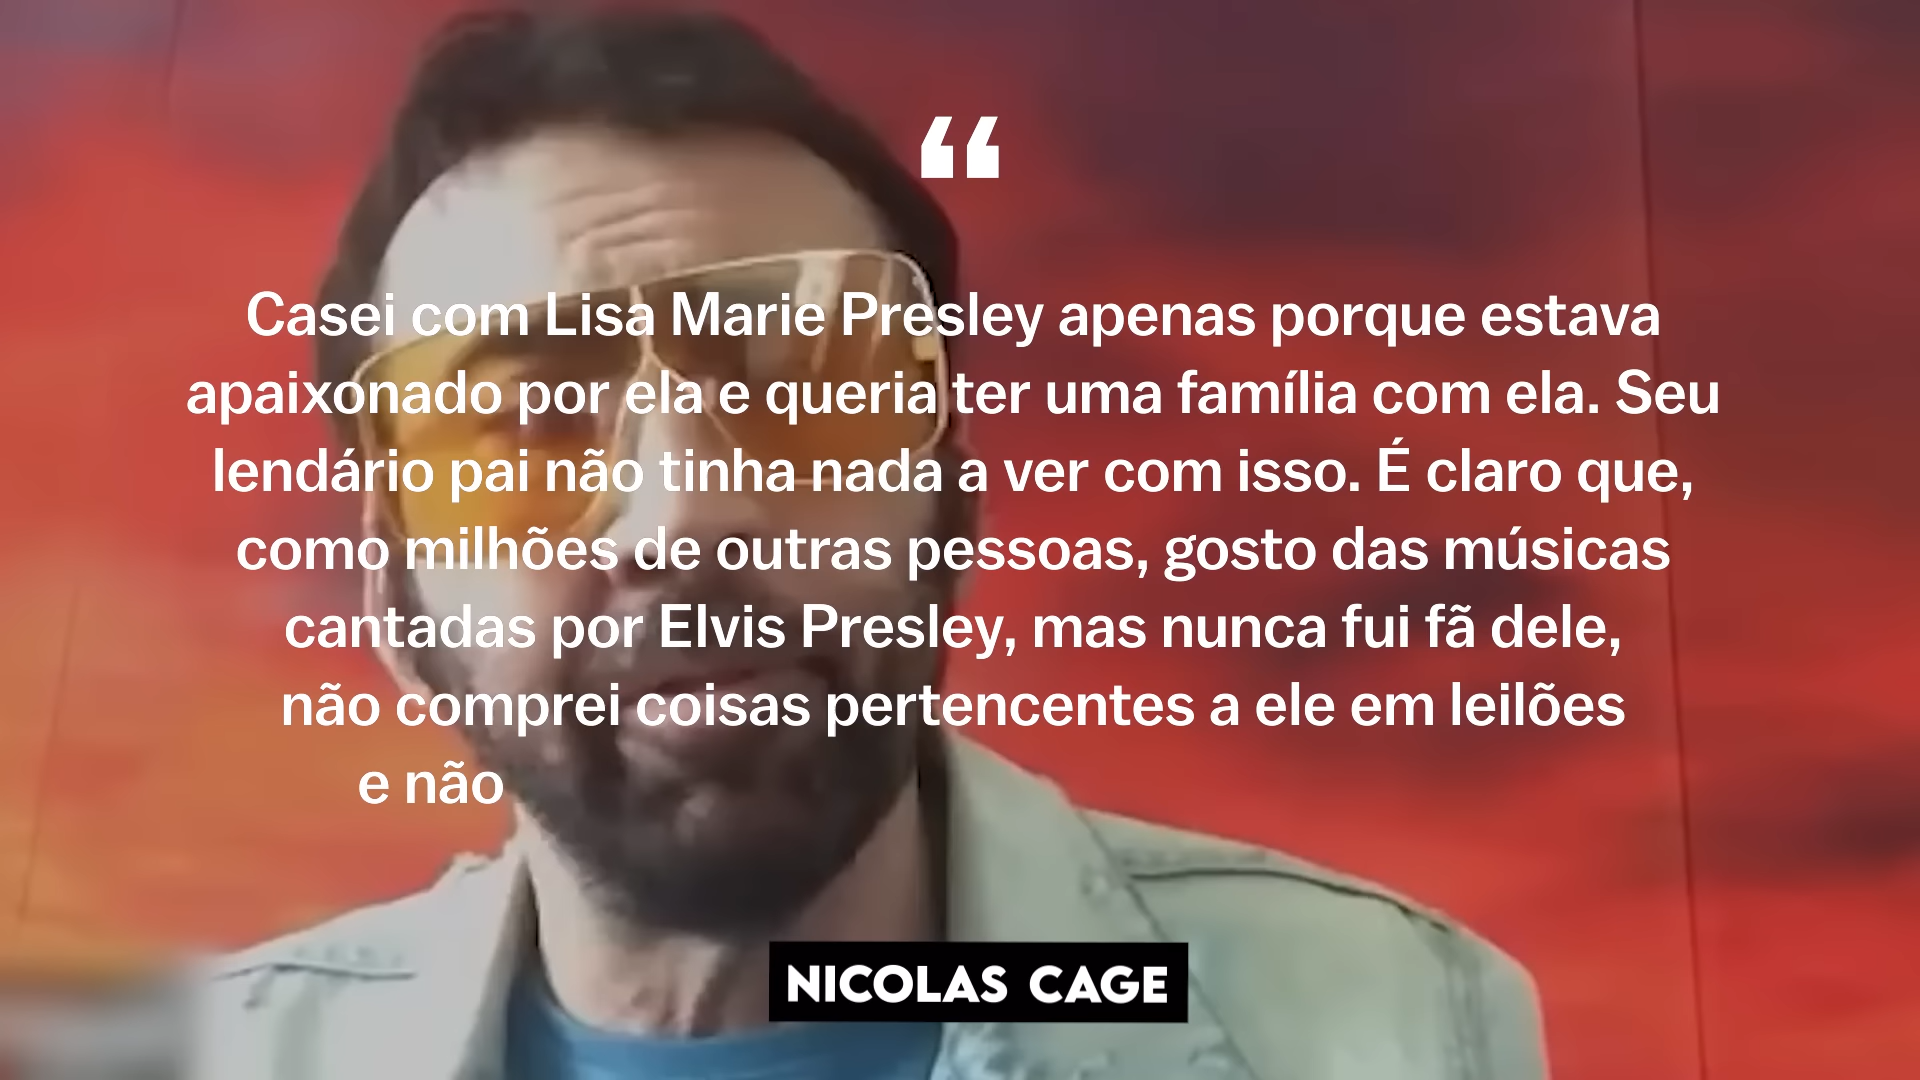 “
Casei com Lisa Marie Presley apenas porque estava
apaixonado por ela e queria ter uma família com ela. Seu
lendário pai não tinha nada a ver com isso. É claro que,
como milhões de outras pessoas, gosto das músicas
cantadas por Elvis Presley, mas nunca fui fã dele,
não comprei coisas pertencentes a ele em leilões
e não
NICOLAS CAGE